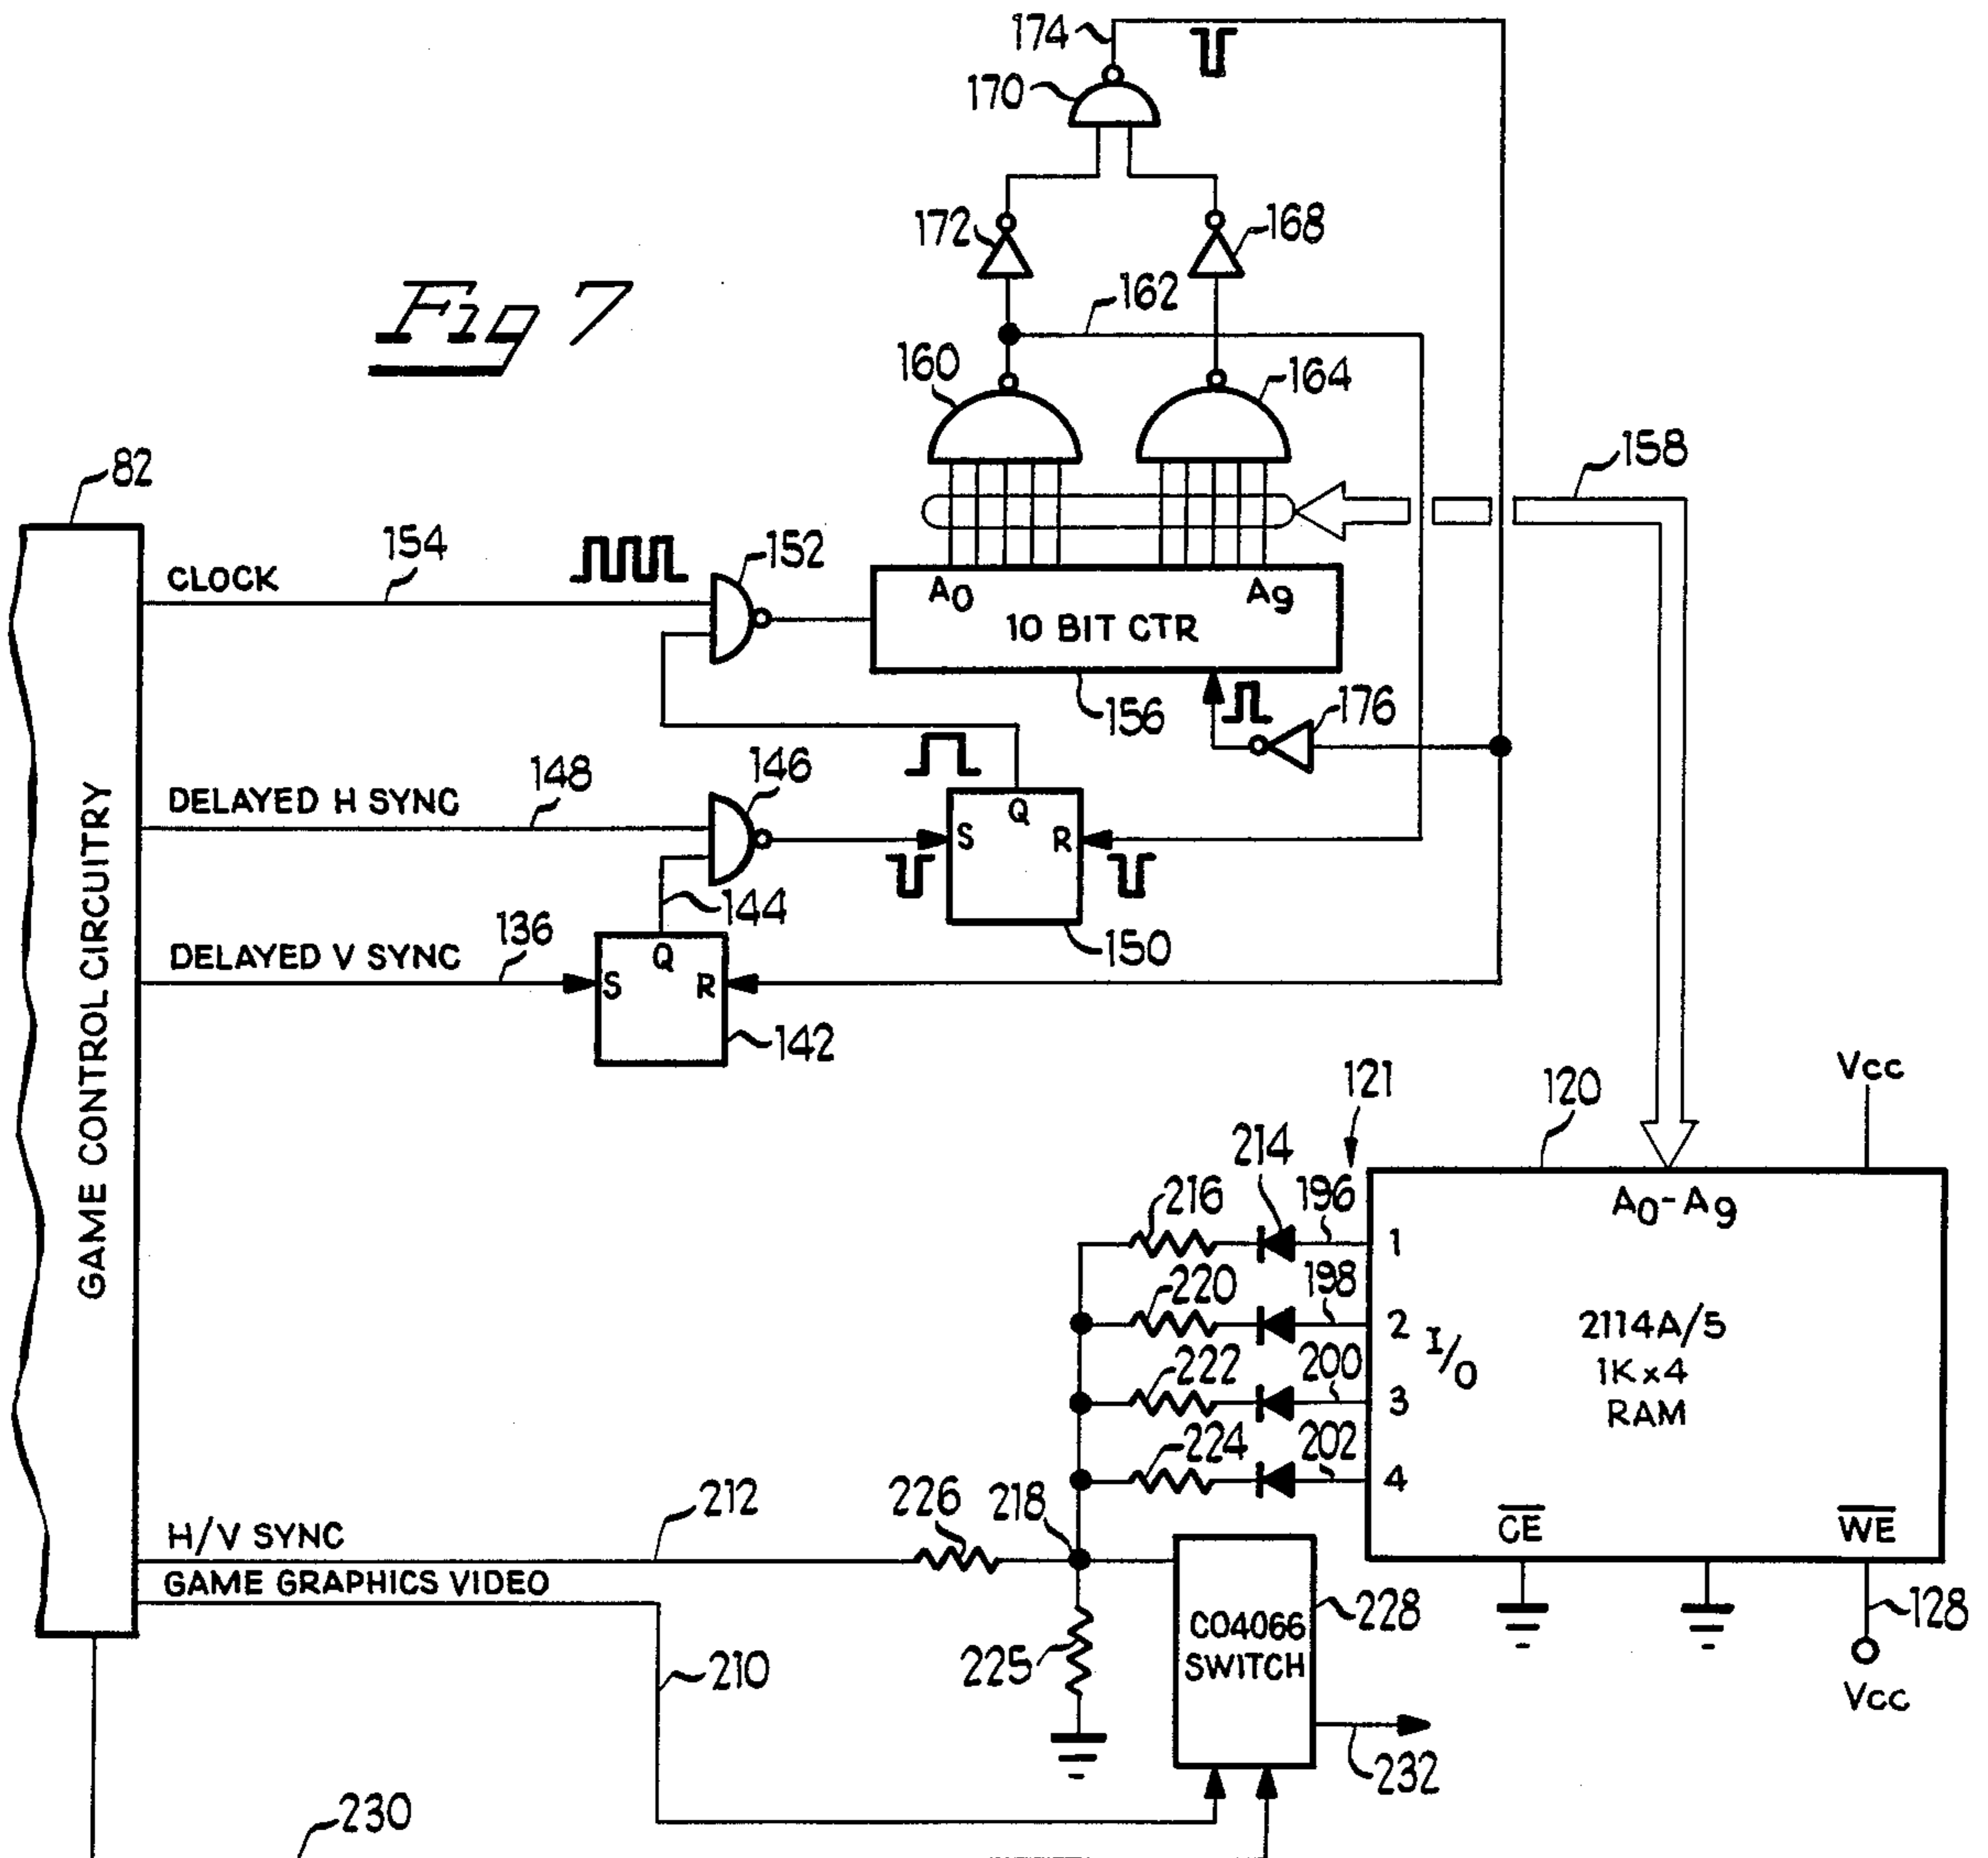 174
170
172
168
Fig 7
162
160
164
158
82
154
CLOCK
152
A0
A9
10 BIT CTR
156
176
GAME CONTROL CIRCUITRY
148
DELAYED H SYNC
146
Q
S
R
144
150
136
DELAYED V SYNC
Q
S
R
142
121
120
Vcc
214
216
196
A0-A9
1
220
198
2
I/O
2114A/5
222
200
1K x 4
3
RAM
224
202
4
226
218
212
H/V SYNC
CE
WE
GAME GRAPHICS VIDEO
228
128
CO4066
SWITCH
225
210
Vcc
232
230